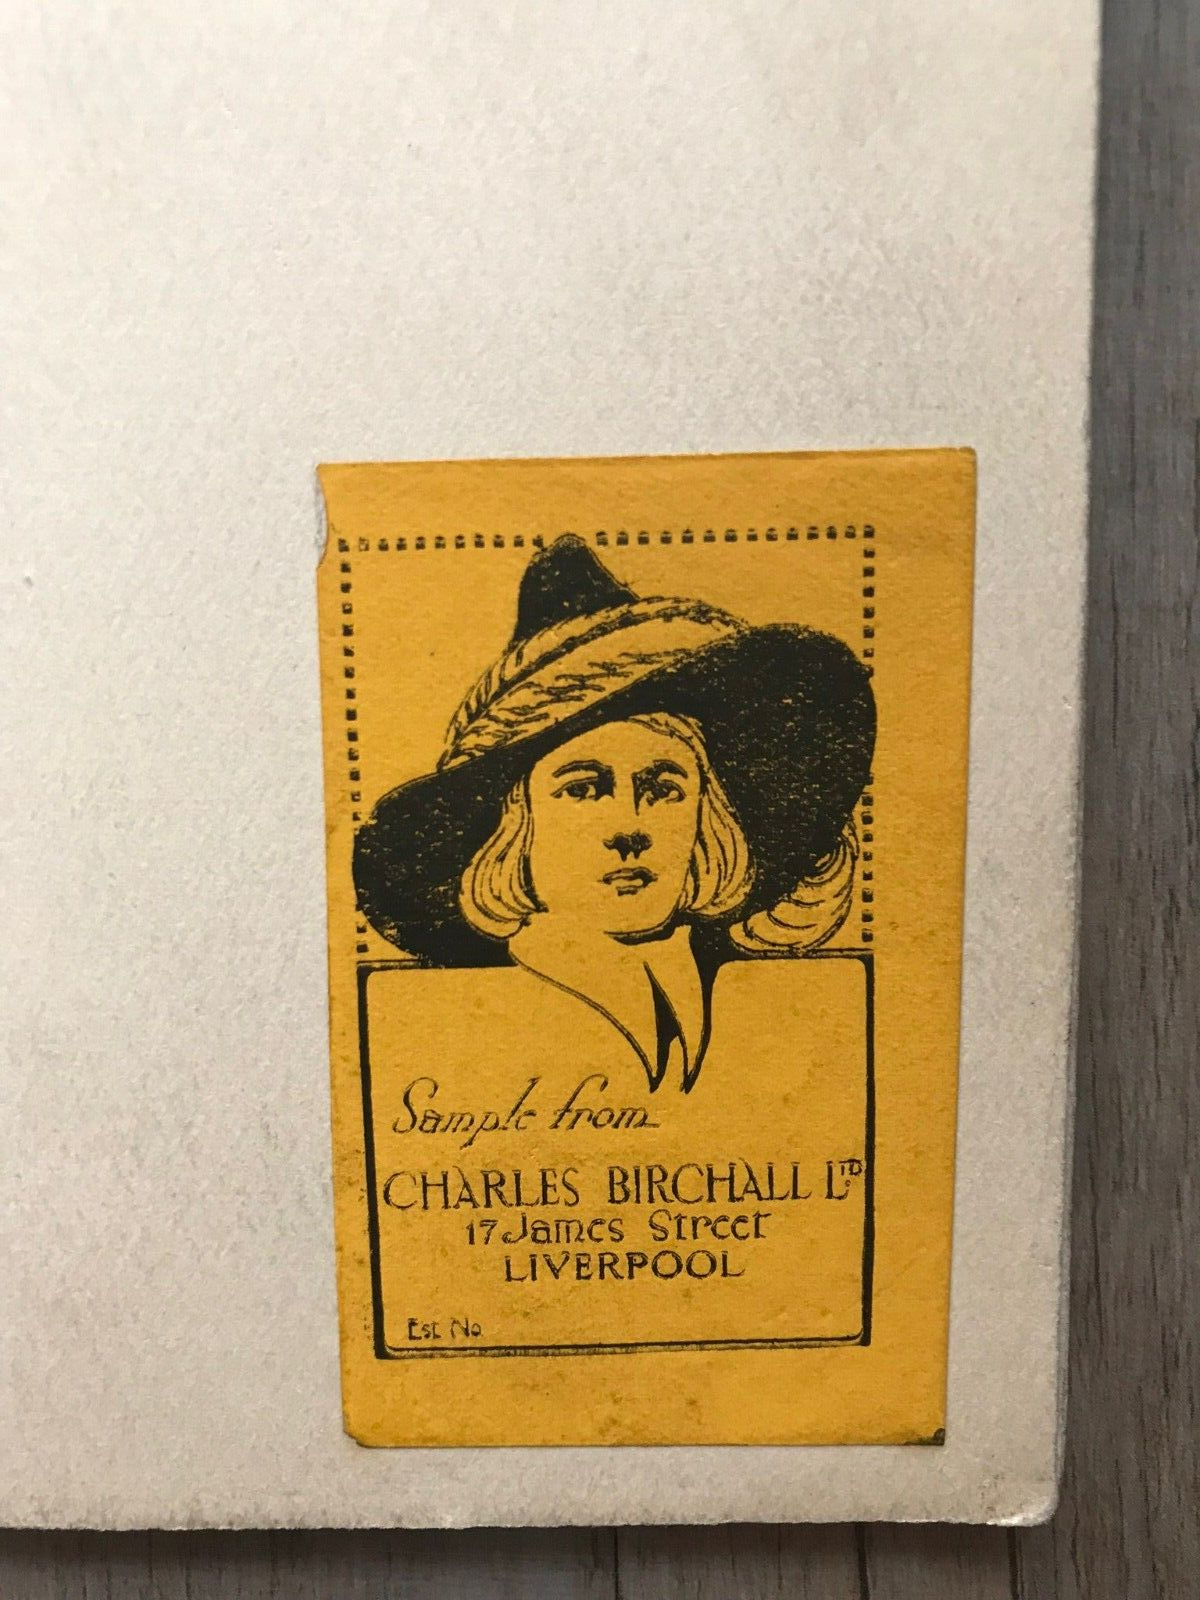 Sample from
CHARLES BIRCHALL LTD.
17 James Street
LIVERPOOL
Est No